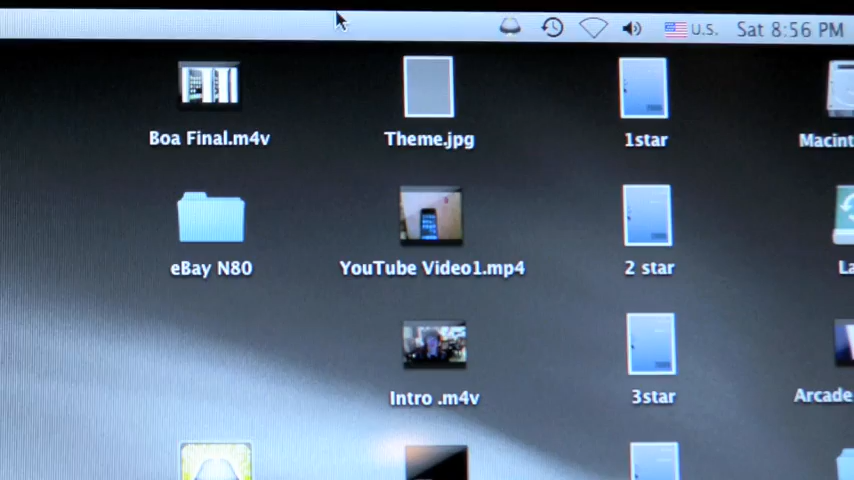 U.S. Sat 8:56 PM
Boa Final.m4v Theme.jpg 1star Macint
eBay N80 YouTube Video1.mp4 2 star La
Intro .m4v 3star Arcade